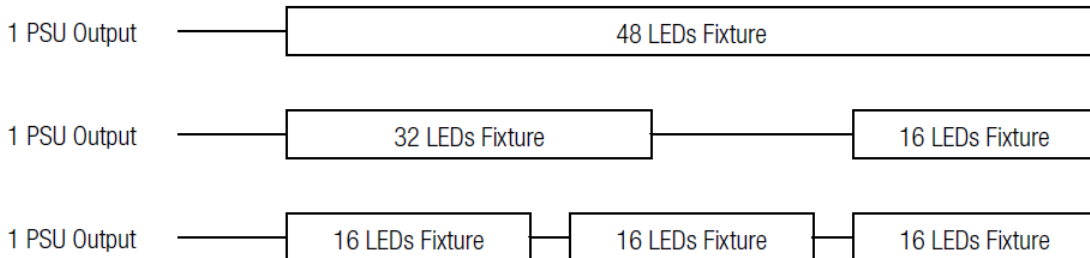 1 PSU Output 48 LEDs Fixture
1 PSU Output 32 LEDs Fixture 16 LEDs Fixture
1 PSU Output 16 LEDs Fixture 16 LEDs Fixture 16 LEDs Fixture